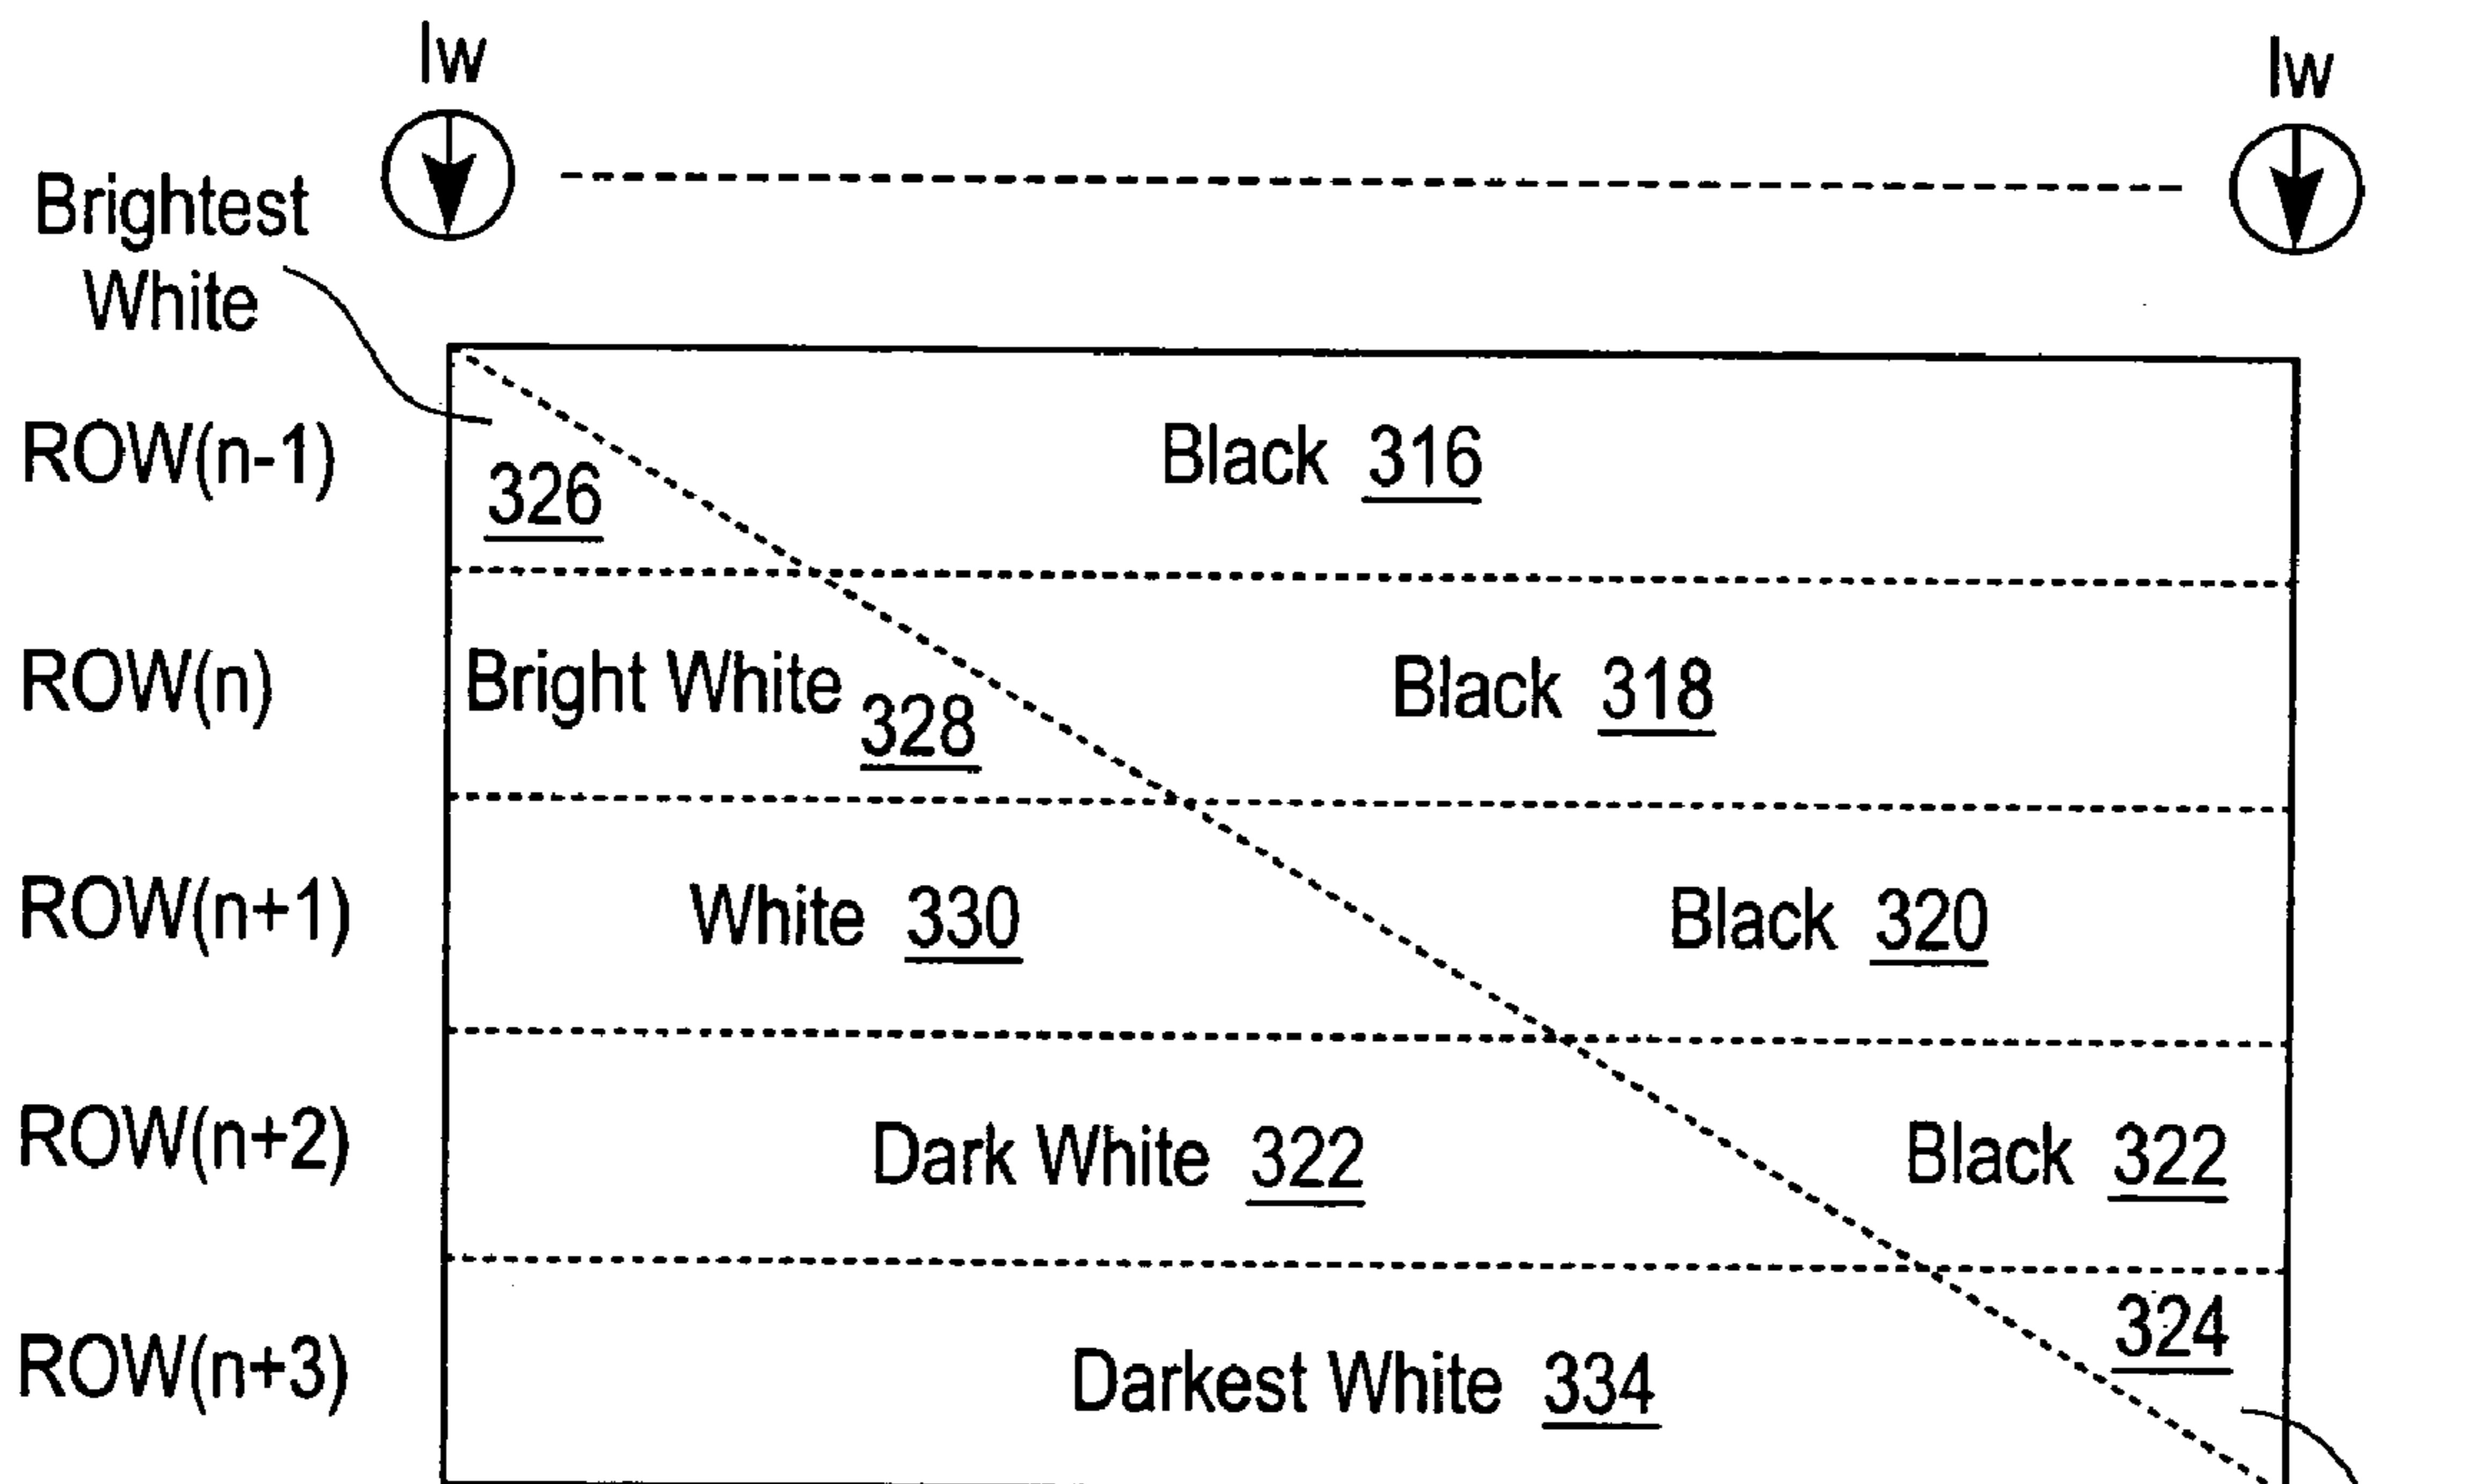 Iw Iw
Brightest
White
ROW(n-1) 326 Black 316
ROW(n) Bright White 328 Black 318
ROW(n+1) White 330 Black 320
ROW(n+2) Dark White 322 Black 322
ROW(n+3) Darkest White 334 324